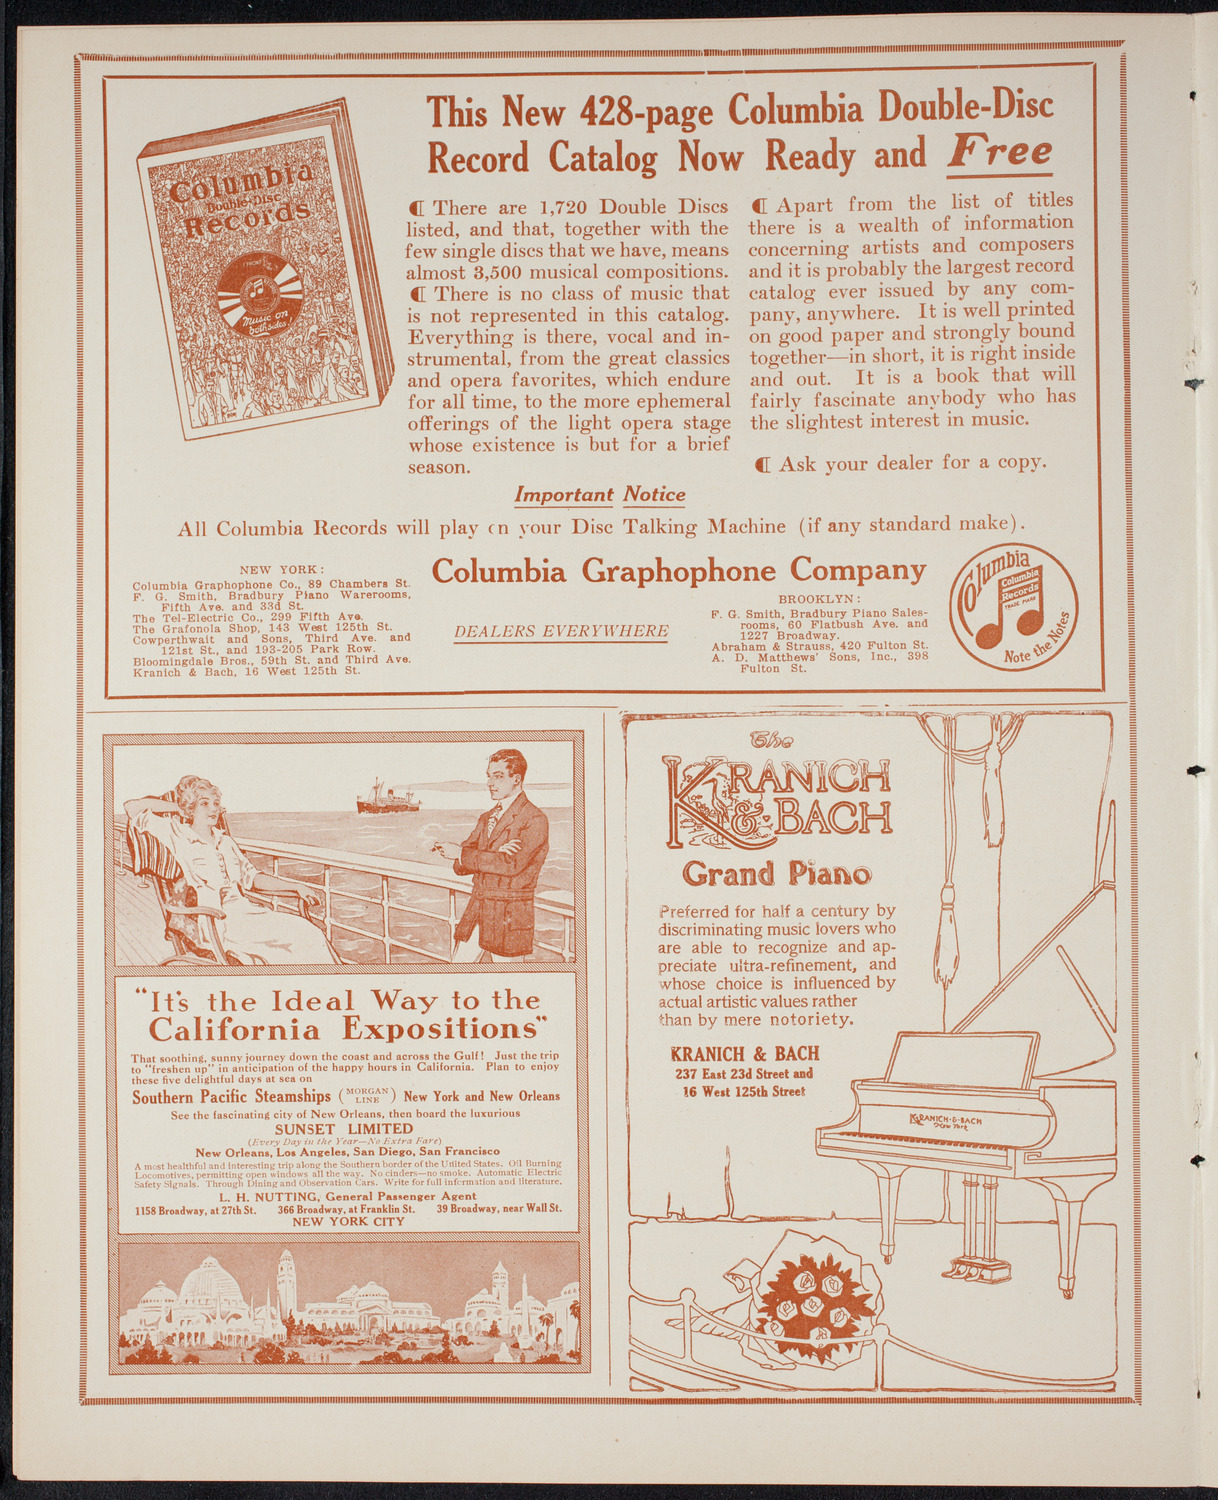 This New 428-page Columbia Double-Disc
Record Catalog Now Ready and Free
Columbia
Double-Disc
Records
Music on
both sides
¶ There are 1,720 Double Discs
listed, and that, together with the
few single discs that we have, means
almost 3,500 musical compositions.
¶ There is no class of music that
is not represented in this catalog.
Everything is there, vocal and in-
strumental, from the great classics
and opera favorites, which endure
for all time, to the more ephemeral
offerings of the light opera stage
whose existence is but for a brief
season.
¶ Apart from the list of titles
there is a wealth of information
concerning artists and composers
and it is probably the largest record
catalog ever issued by any com-
pany, anywhere. It is well printed
on good paper and strongly bound
together—in short, it is right inside
and out. It is a book that will
fairly fascinate anybody who has
the slightest interest in music.
¶ Ask your dealer for a copy.
Important Notice
All Columbia Records will play on your Disc Talking Machine (if any standard make).
NEW YORK:
Columbia Graphophone Co., 89 Chambers St.
F. G. Smith, Bradbury Piano Warerooms,
Fifth Ave. and 33d St.
The Tel-Electric Co., 299 Fifth Ave.
The Grafonola Shop, 143 West 125th St.
Cowperthwait and Sons, Third Ave. and
121st St., and 193-205 Park Row.
Bloomingdale Bros., 59th St. and Third Ave.
Kranich & Bach, 16 West 125th St.
Columbia Graphophone Company
DEALERS EVERYWHERE
BROOKLYN:
F. G. Smith, Bradbury Piano Sales-
rooms, 60 Flatbush Ave. and
1227 Broadway.
Abraham & Strauss, 420 Fulton St.
A. D. Matthews' Sons, Inc., 398
Fulton St.
Columbia
Columbia
Records
TRADE MARK
Note the Notes
"It's the Ideal Way to the
California Expositions"
That soothing, sunny journey down the coast and across the Gulf! Just the trip
to "freshen up" in anticipation of the happy hours in California. Plan to enjoy
these five delightful days at sea on
Southern Pacific Steamships (MORGAN LINE) New York and New Orleans
See the fascinating city of New Orleans, then board the luxurious
SUNSET LIMITED
(Every Day in the Year—No Extra Fare)
New Orleans, Los Angeles, San Diego, San Francisco
A most healthful and interesting trip along the Southern border of the United States. Oil Burning
Locomotives, permitting open windows all the way. No cinders—no smoke. Automatic Electric
Safety Signals. Through Dining and Observation Cars. Write for full information and literature.
L. H. NUTTING, General Passenger Agent
1158 Broadway, at 27th St. 366 Broadway, at Franklin St. 39 Broadway, near Wall St.
NEW YORK CITY
The
KRANICH
& BACH
Grand Piano
Preferred for half a century by
discriminating music lovers who
are able to recognize and ap-
preciate ultra-refinement, and
whose choice is influenced by
actual artistic values rather
than by mere notoriety.
KRANICH & BACH
237 East 23d Street and
16 West 125th Street
KRANICH-&-BACH
New York